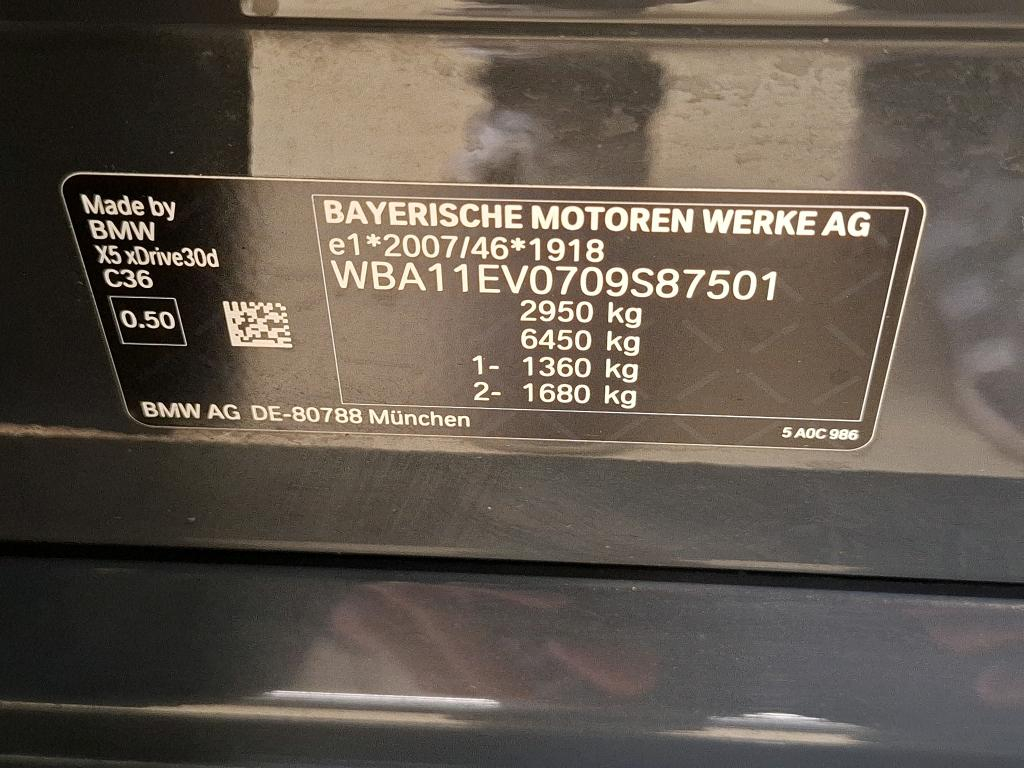 Made by
BMW
X5 xDrive30d
C36
0.50
BMW AG DE-80788 München
BAYERISCHE MOTOREN WERKE AG
e1*2007/46*1918
WBA11EV0709S87501
2950 kg
6450 kg
1- 1360 kg
2- 1680 kg
5 A0C 986